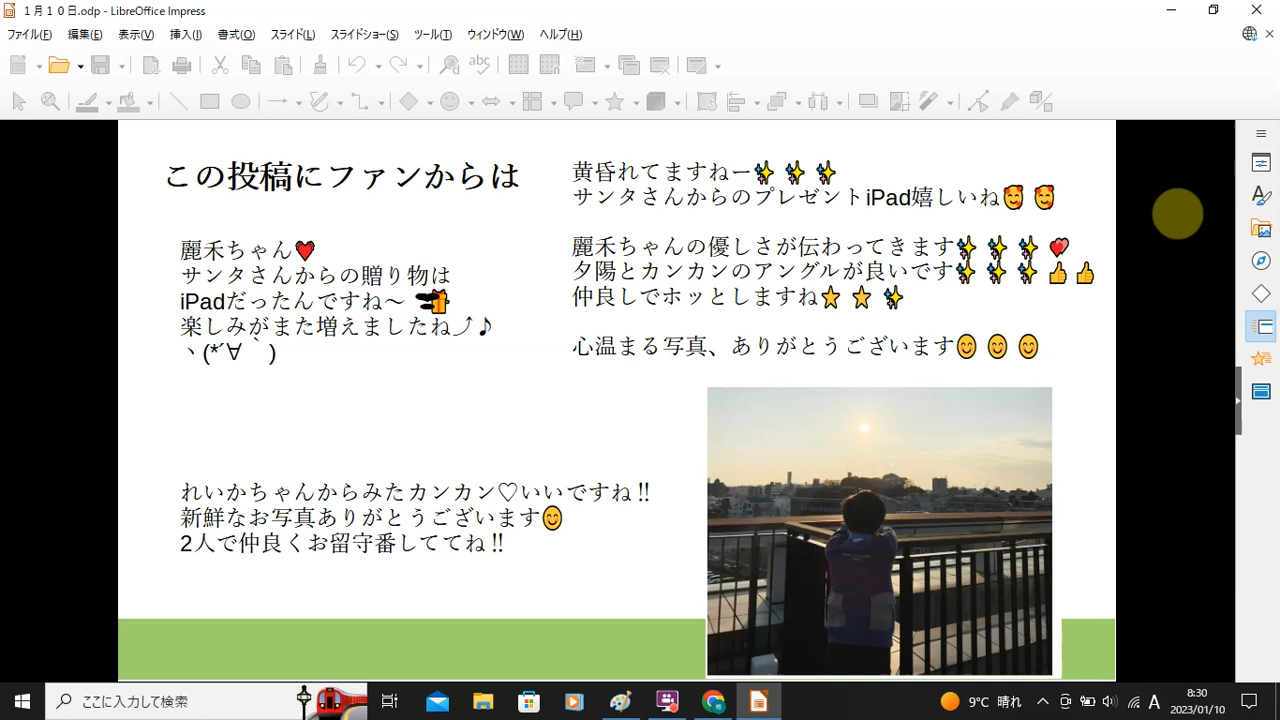 1月10日.odp - LibreOffice Impress
ファイル(F) 編集(E) 表示(V) 挿入(I) 書式(O) スライド(L) スライドショー(S) ツール(T) ウィンドウ(W) ヘルプ(H)
この投稿にファンからは
麗禾ちゃん❤
サンタさんからの贈り物は
iPadだったんですね〜
楽しみがまた増えましたね⤴♪
ヽ(*´∀｀)
れいかちゃんからみたカンカン♡いいですね‼
新鮮なお写真ありがとうございます😊
2人で仲良くお留守番しててね‼
黄昏れてますねー✨✨✨
サンタさんからのプレゼントiPad嬉しいね🥰🥰
麗禾ちゃんの優しさが伝わってきます✨✨✨💕
夕陽とカンカンのアングルが良いです✨✨✨👍👍
仲良しでホッとしますね⭐⭐✨
心温まる写真、ありがとうございます😊😊😊
ここに入力して検索
9°C 晴れ
A
8:30
2023/01/10